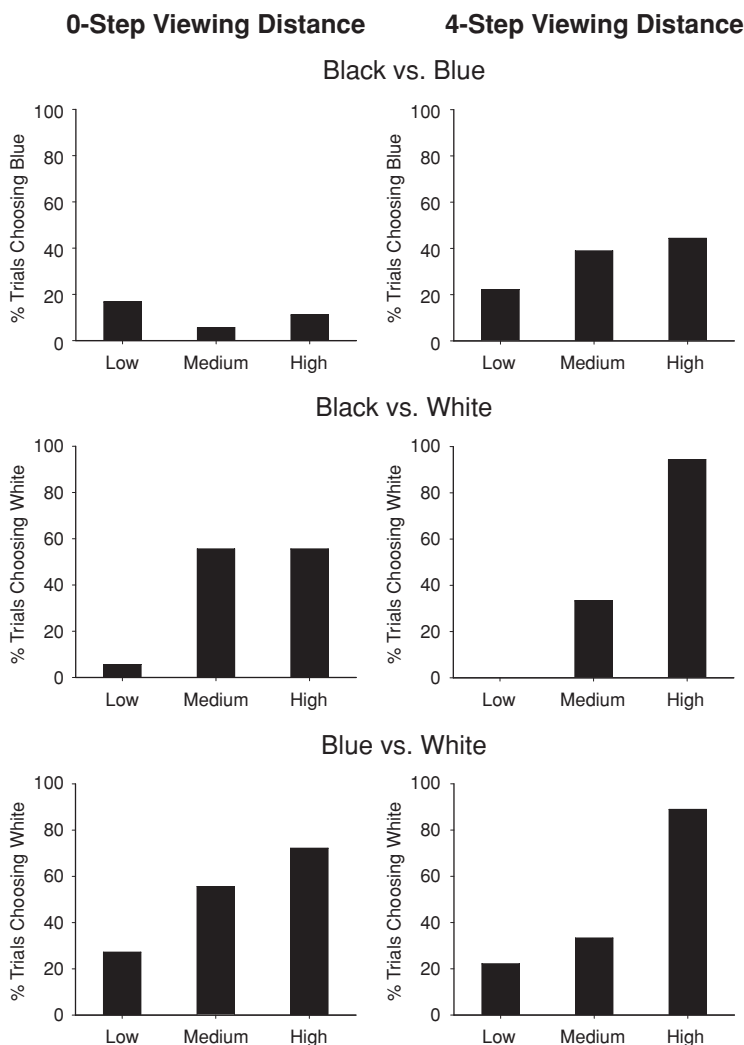 0-Step Viewing Distance 4-Step Viewing Distance
Black vs. Blue
% Trials Choosing Blue
100
80
60
40
20
0
Low Medium High
% Trials Choosing Blue
100
80
60
40
20
0
Low Medium High
Black vs. White
% Trials Choosing White
100
80
60
40
20
0
Low Medium High
% Trials Choosing White
100
80
60
40
20
0
Low Medium High
Blue vs. White
% Trials Choosing White
100
80
60
40
20
0
Low Medium High
% Trials Choosing White
100
80
60
40
20
0
Low Medium High